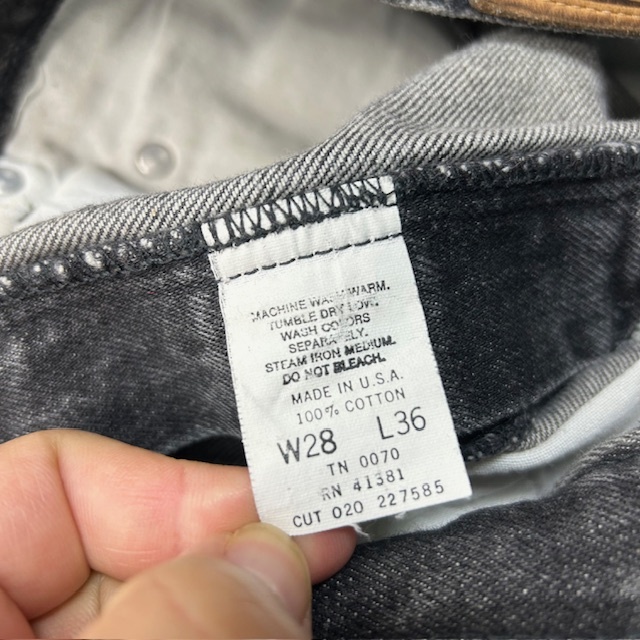 MACHINE WASH WARM.
TUMBLE DRY LOW.
WASH COLORS
SEPARATELY.
STEAM IRON MEDIUM.
DO NOT BLEACH.
MADE IN U.S.A.
100% COTTON
W28 L36
TN 0070
RN 41381
CUT 020 227585